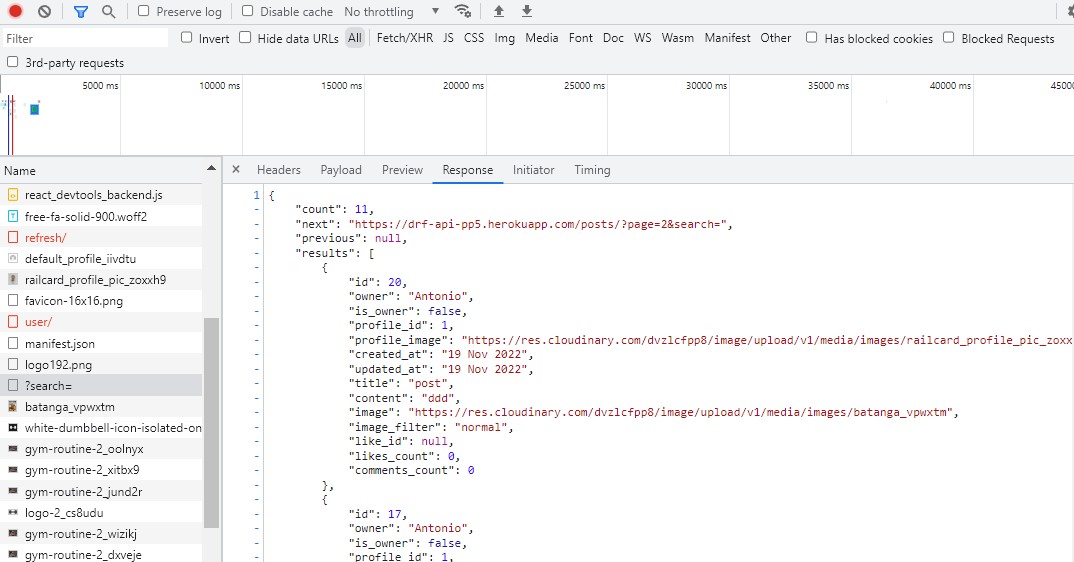 Preserve log Disable cache No throttling
Filter Invert Hide data URLs All Fetch/XHR JS CSS Img Media Font Doc WS Wasm Manifest Other Has blocked cookies Blocked Requests
3rd-party requests
5000 ms 10000 ms 15000 ms 20000 ms 25000 ms 30000 ms 35000 ms 40000 ms 45000
Name
react_devtools_backend.js
free-fa-solid-900.woff2
refresh/
default_profile_iivdtu
railcard_profile_pic_zoxxh9
favicon-16x16.png
user/
manifest.json
logo192.png
?search=
batanga_vpwxtm
white-dumbbell-icon-isolated-on
gym-routine-2_oolnyx
gym-routine-2_xitbx9
gym-routine-2_jund2r
logo-2_cs8udu
gym-routine-2_wizikj
gym-routine-2_dxveje
× Headers Payload Preview Response Initiator Timing
1 {
- "count": 11,
- "next": "https://drf-api-pp5.herokuapp.com/posts/?page=2&search=",
- "previous": null,
- "results": [
- {
- "id": 20,
- "owner": "Antonio",
- "is_owner": false,
- "profile_id": 1,
- "profile_image": "https://res.cloudinary.com/dvzlcfpp8/image/upload/v1/media/images/railcard_profile_pic_zoxx
- "created_at": "19 Nov 2022",
- "updated_at": "19 Nov 2022",
- "title": "post",
- "content": "ddd",
- "image": "https://res.cloudinary.com/dvzlcfpp8/image/upload/v1/media/images/batanga_vpwxtm",
- "image_filter": "normal",
- "like_id": null,
- "likes_count": 0,
- "comments_count": 0
- },
- {
- "id": 17,
- "owner": "Antonio",
- "is_owner": false,
- "profile_id": 1,